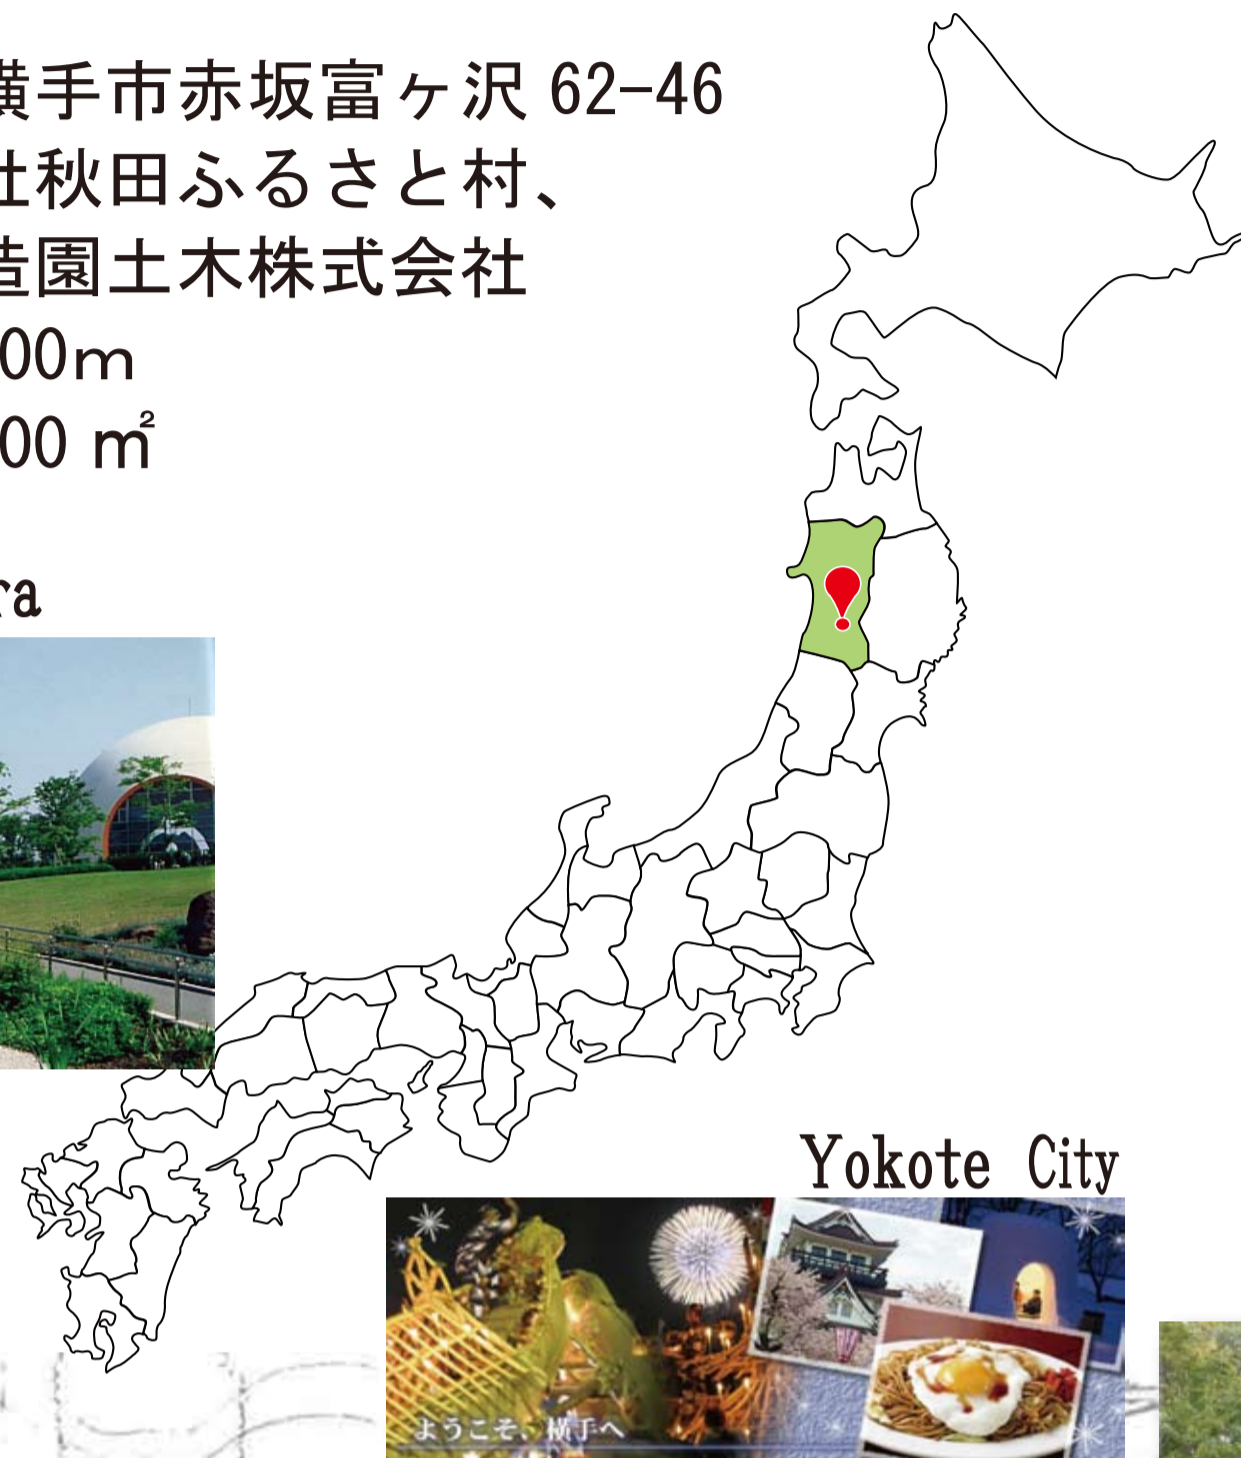 横手市赤坂富ヶ沢 62-46
社秋田ふるさと村、
造園土木株式会社
00m
00 ㎡
ra
Yokote City
ようこそ、横手へ